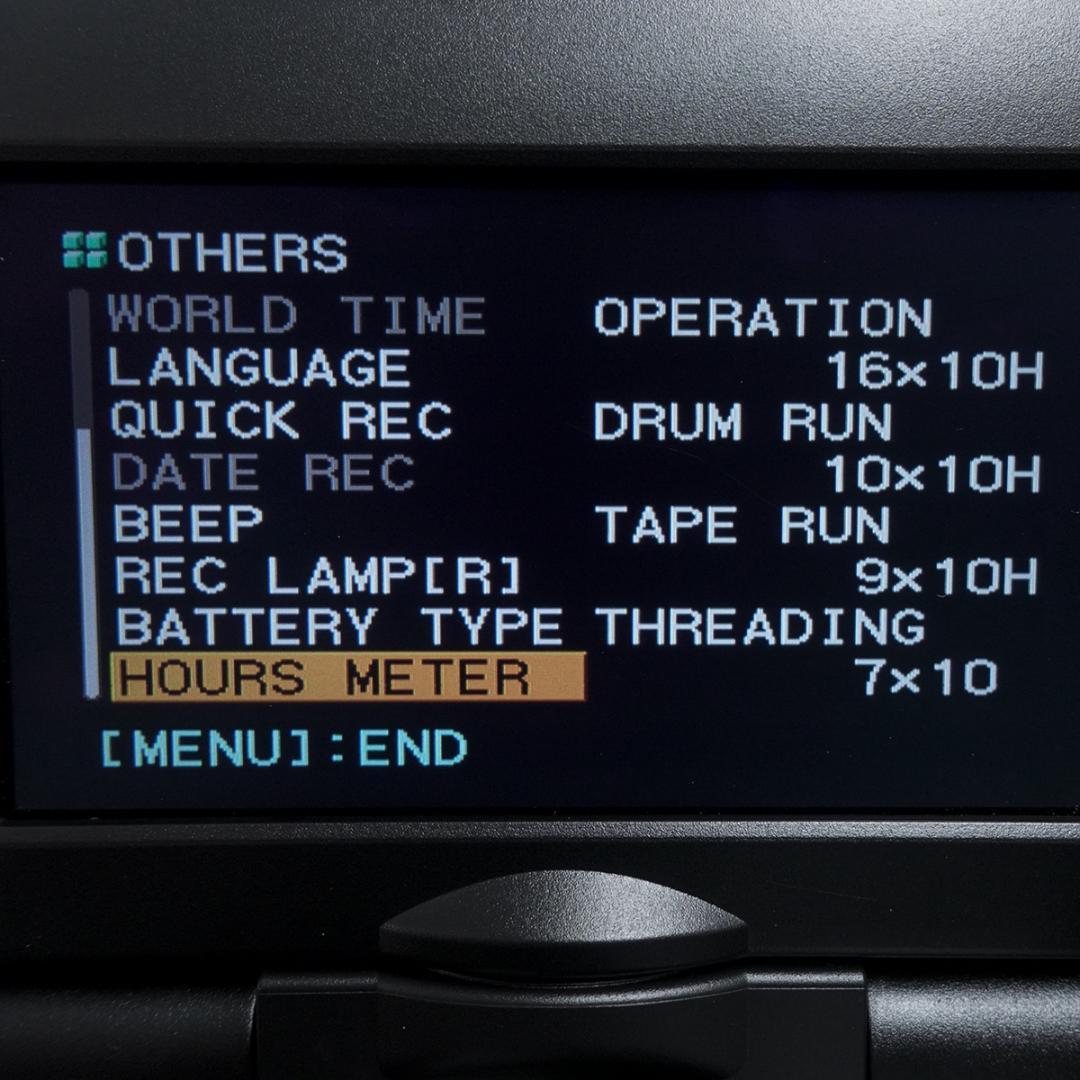 OTHERS
WORLD TIME OPERATION
LANGUAGE 16×10H
QUICK REC DRUM RUN
DATE REC 10×10H
BEEP TAPE RUN
REC LAMP[R] 9×10H
BATTERY TYPE THREADING
HOURS METER 7×10
[MENU]:END